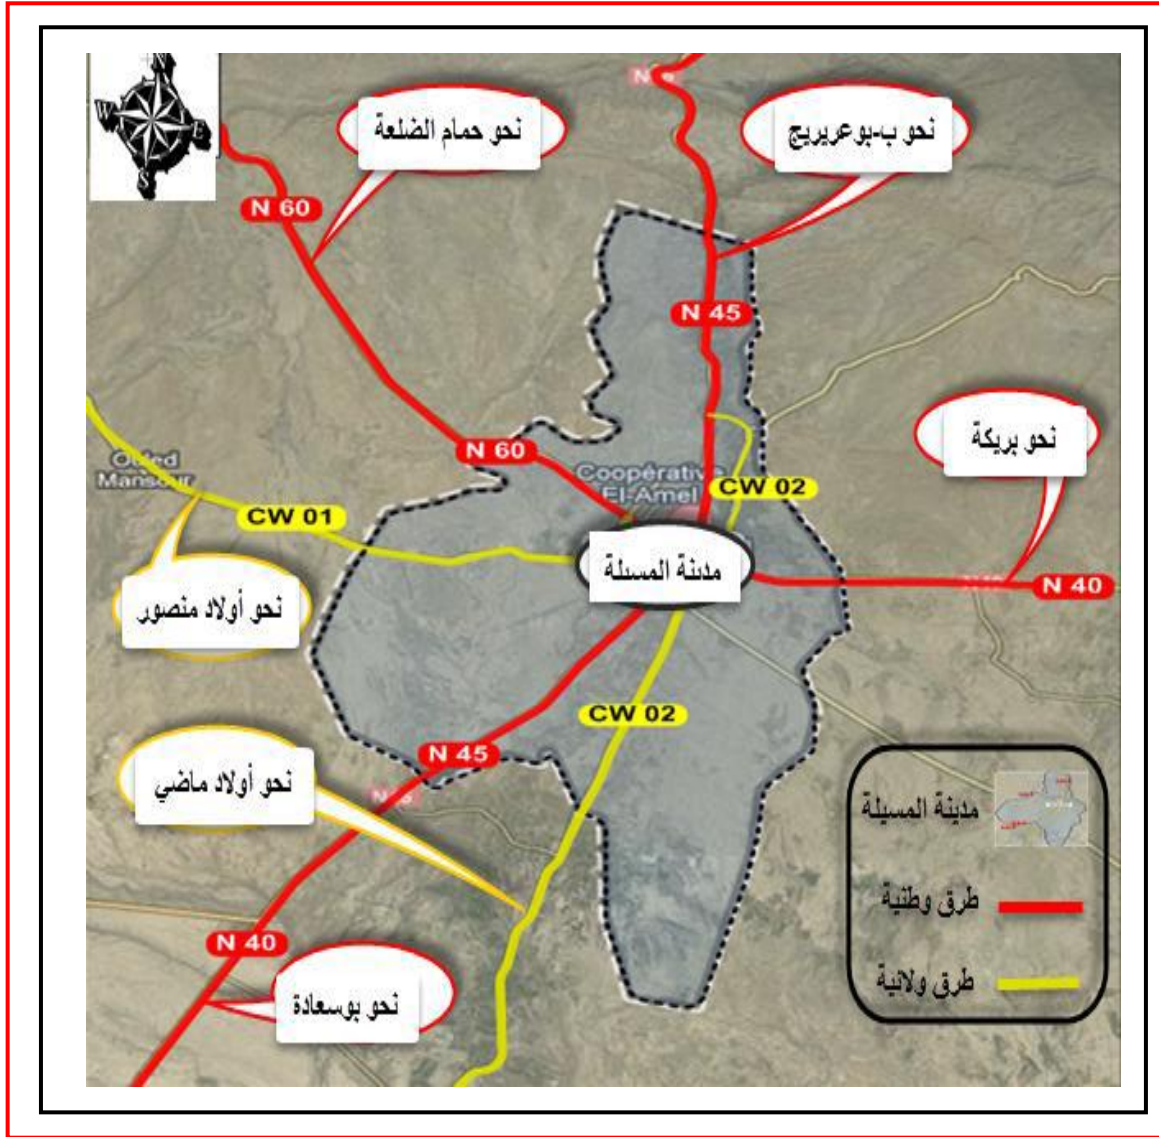 N
W
E
S
نحو حمام الضلعة
نحو ب-بوعريريج
N 60
N 45
نحو بريكة
N 60
Ouled
Mansour
Coopérative
El-Amel
CW 02
CW 01
مدينة المسيلة
N 40
نحو أولاد منصور
CW 02
N 45
نحو أولاد ماضي
مدينة المسيلة
طرق وطنية
N 40
طرق ولائية
نحو بوسعادة